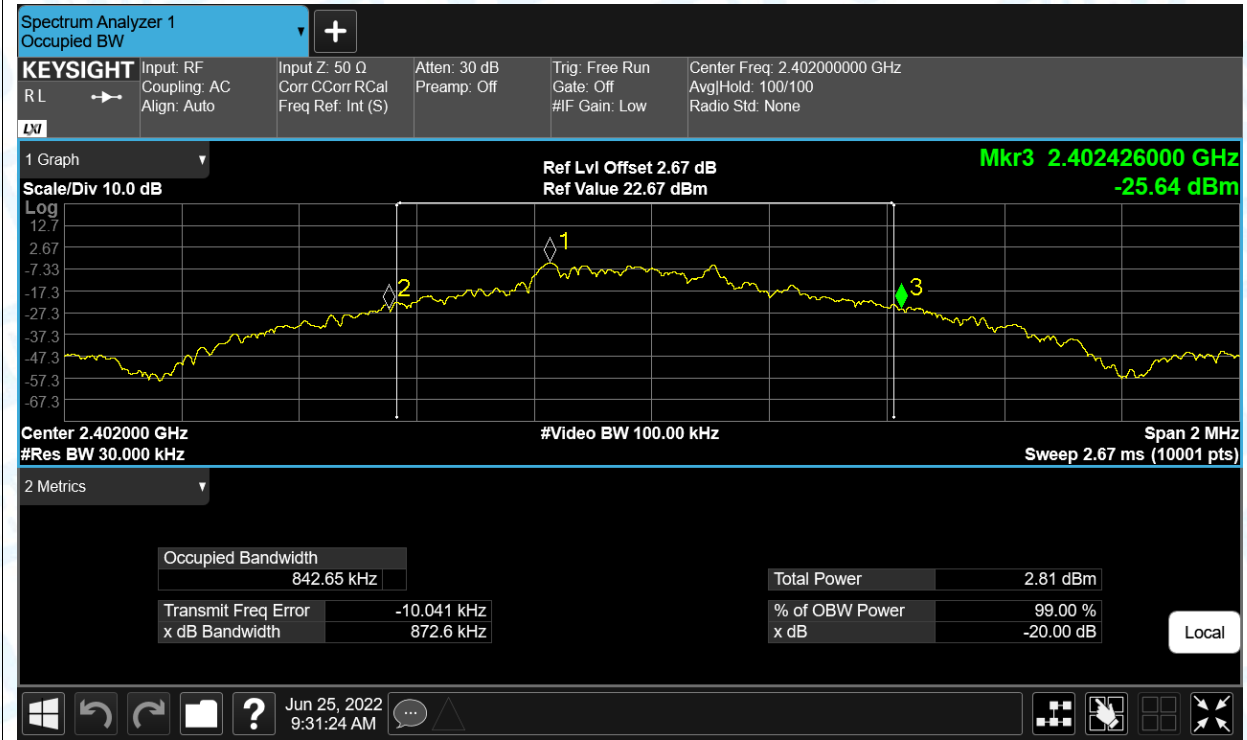 Spectrum Analyzer 1
Occupied BW
KEYSIGHT
R L
LXI
Input: RF
Coupling: AC
Align: Auto
Input Z: 50 Ω
Corr CCorr RCal
Freq Ref: Int (S)
Atten: 30 dB
Preamp: Off
Trig: Free Run
Gate: Off
#IF Gain: Low
Center Freq: 2.402000000 GHz
Avg|Hold: 100/100
Radio Std: None
1 Graph
Scale/Div 10.0 dB
Ref Lvl Offset 2.67 dB
Ref Value 22.67 dBm
Mkr3 2.402426000 GHz
-25.64 dBm
Log
12.7
2.67
-7.33
-17.3
-27.3
-37.3
-47.3
-57.3
-67.3
1
2
3
Center 2.402000 GHz
#Video BW 100.00 kHz
Span 2 MHz
#Res BW 30.000 kHz
Sweep 2.67 ms (10001 pts)
2 Metrics
Occupied Bandwidth
842.65 kHz
Total Power 2.81 dBm
Transmit Freq Error -10.041 kHz
% of OBW Power 99.00 %
x dB Bandwidth 872.6 kHz
x dB -20.00 dB
Local
?
Jun 25, 2022
9:31:24 AM